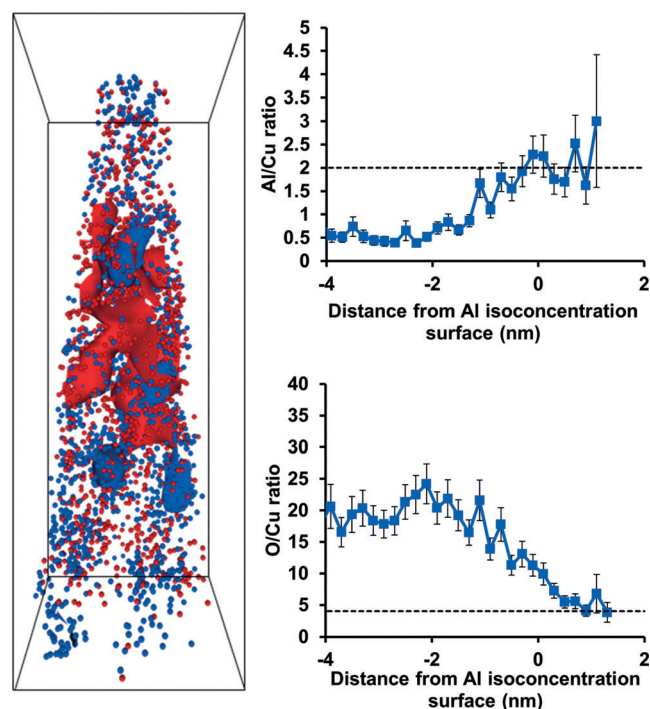 5
4.5
4
3.5
3
2.5
2
1.5
1
0.5
0
Al/Cu ratio
-4 -2 0 2
Distance from Al isoconcentration
surface (nm)
40
35
30
25
20
15
10
5
0
O/Cu ratio
-4 -2 0 2
Distance from Al isoconcentration
surface (nm)